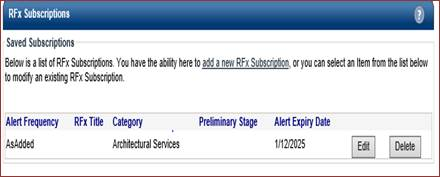 RFx Subscriptions ?
Saved Subscriptions
Below is a list of RFx Subscriptions. You have the ability here to add a new RFx Subscription, or you can select an Item from the list below
to modify an existing RFx Subscription.
Alert Frequency RFx Title Category Preliminary Stage Alert Expiry Date
AsAdded Architectural Services 1/12/2025 Edit Delete